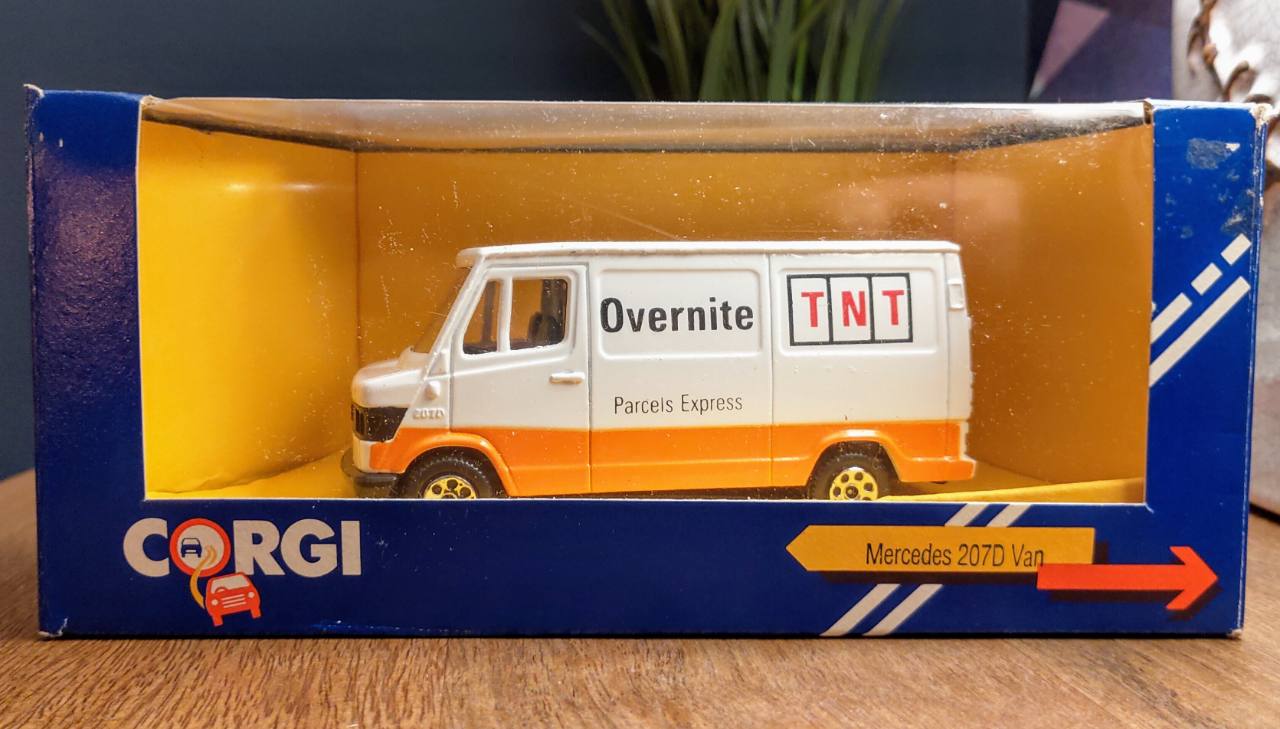 Overnite
TNT
Parcels Express
207D
CORGI
Mercedes 207D Van